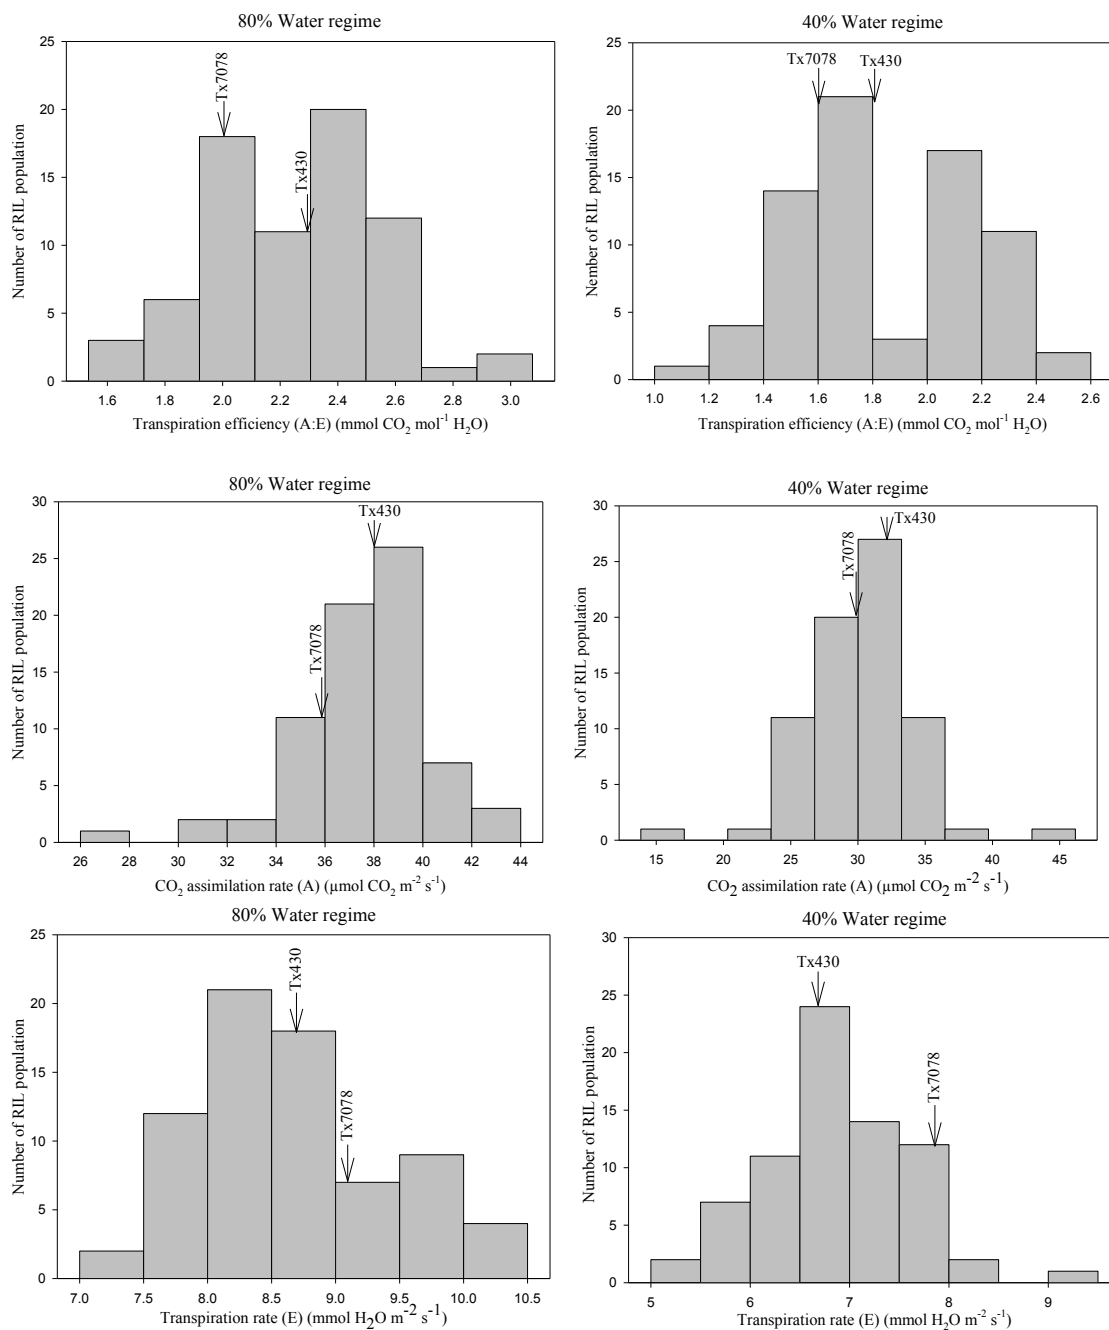 80% Water regime
25
20
15
10
5
0
Number of RIL population
Tx7078
Tx430
1.6 1.8 2.0 2.2 2.4 2.6 2.8 3.0
Transpiration efficiency (A:E) (mmol CO2 mol-1 H2O)
40% Water regime
25
20
15
10
5
0
Nember of RIL population
Tx7078 Tx430
1.0 1.2 1.4 1.6 1.8 2.0 2.2 2.4 2.6
Transpiration efficiency (A:E) (mmol CO2 mol-1 H2O)
80% Water regime
30
25
20
15
10
5
0
Number of RIL population
Tx430
Tx7078
26 28 30 32 34 36 38 40 42 44
CO2 assimilation rate (A) (µmol CO2 m-2 s-1)
40% Water regime
30
25
20
15
10
5
0
Number of RIL population
Tx430
Tx7078
15 20 25 30 35 40 45
CO2 assimilation rate (A) (µmol CO2 m-2 s-1)
80% Water regime
25
20
15
10
5
0
Number of RIL population
Tx430
Tx7078
7.0 7.5 8.0 8.5 9.0 9.5 10.0 10.5
Transpiration rate (E) (mmol H2O m-2 s-1)
40% Water regime
30
25
20
15
10
5
0
Number of RIL population
Tx430
Tx7078
5 6 7 8 9
Transpiration rate (E) (mmol H2O m-2 s-1)